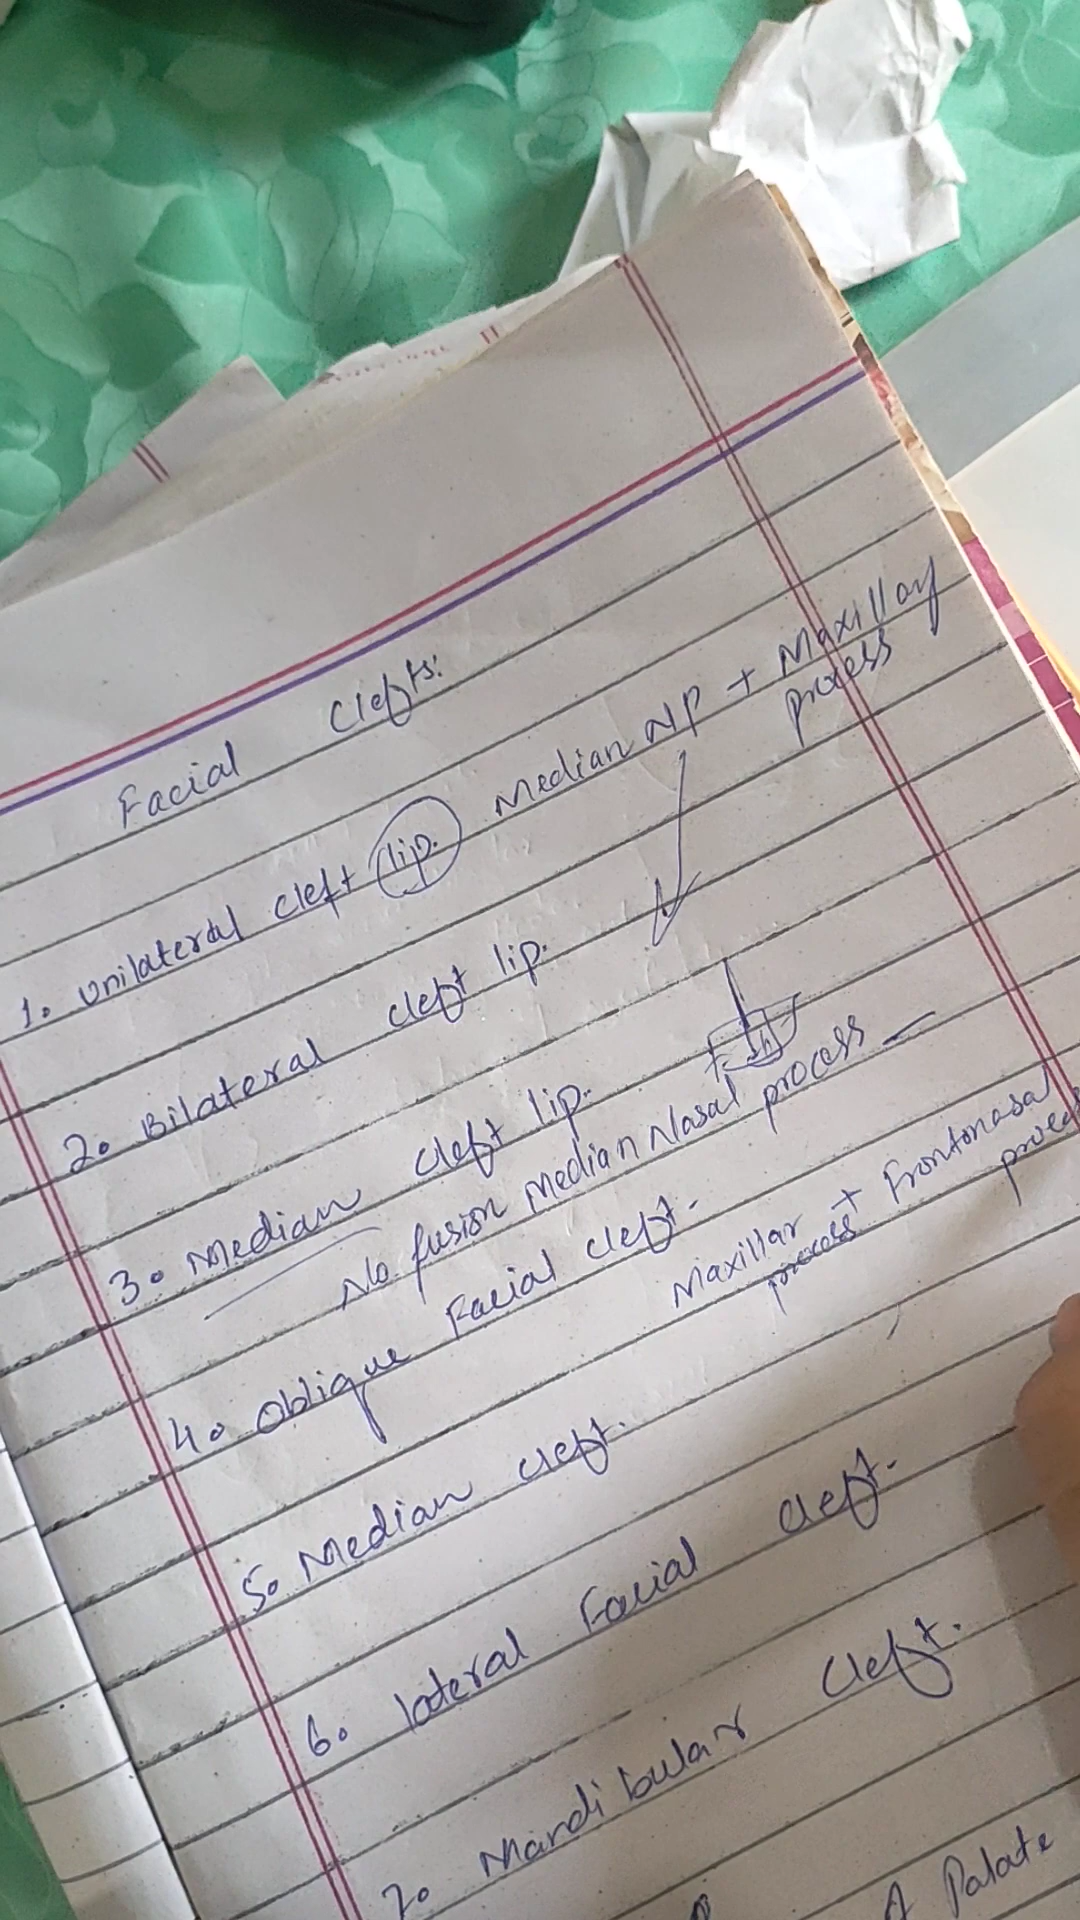 Facial Clefts:
1. Unilateral cleft lip. Median NP + Maxillary process
2. Bilateral cleft lip.
3. Median cleft lip.
No fusion Median Nasal process –
4. Oblique Facial cleft. Maxillar process + Frontonasal
5. Median cleft.
6. lateral Facial cleft.
7. Mandibular cleft.
Palate